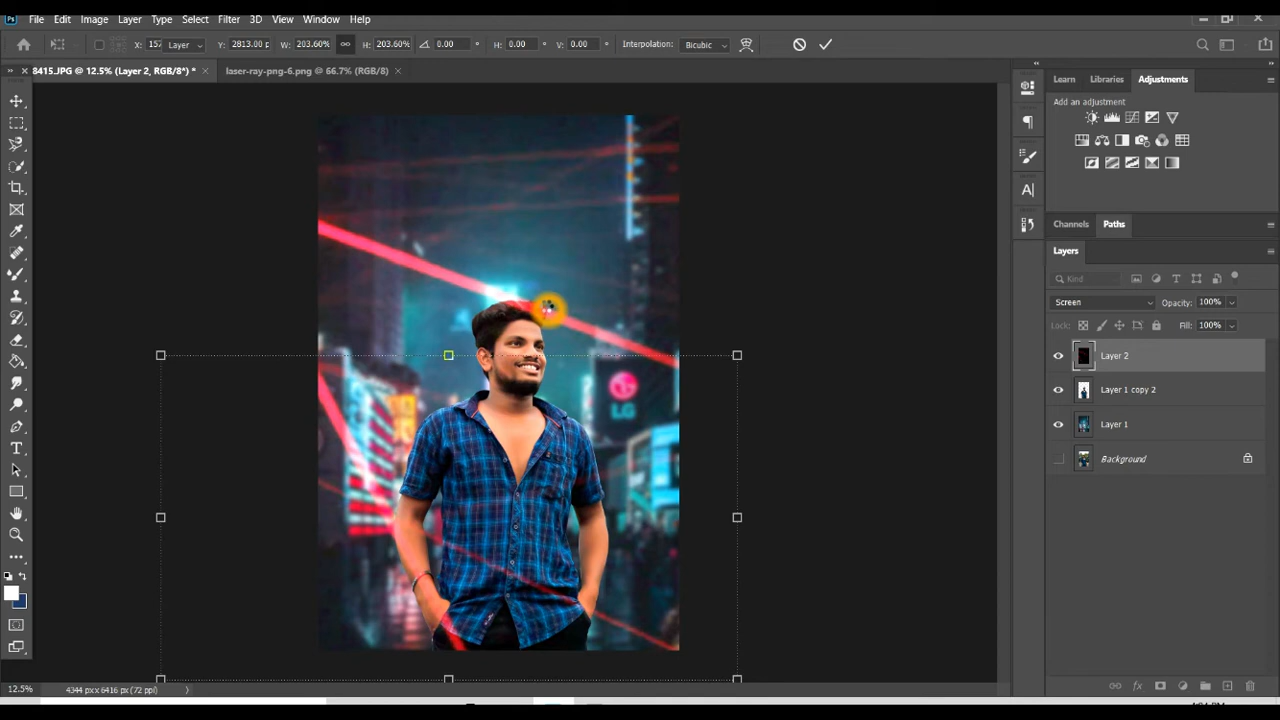 Ps File Edit Image Layer Type Select Filter 3D View Window Help
X: 157 Layer Y: 2813.00 p W: 203.60% H: 203.60% 0.00 ° H: 0.00 ° V: 0.00 ° Interpolation: Bicubic
8415.JPG @ 12.5% (Layer 2, RGB/8*) * × laser-ray-png-6.png @ 66.7% (RGB/8) ×
Learn Libraries Adjustments
Add an adjustment
Channels Paths
Layers
Kind
Screen Opacity: 100%
Lock: Fill: 100%
Layer 2
Layer 1 copy 2
Layer 1
Background
LG
12.5% 4344 px x 6416 px (72 ppi)